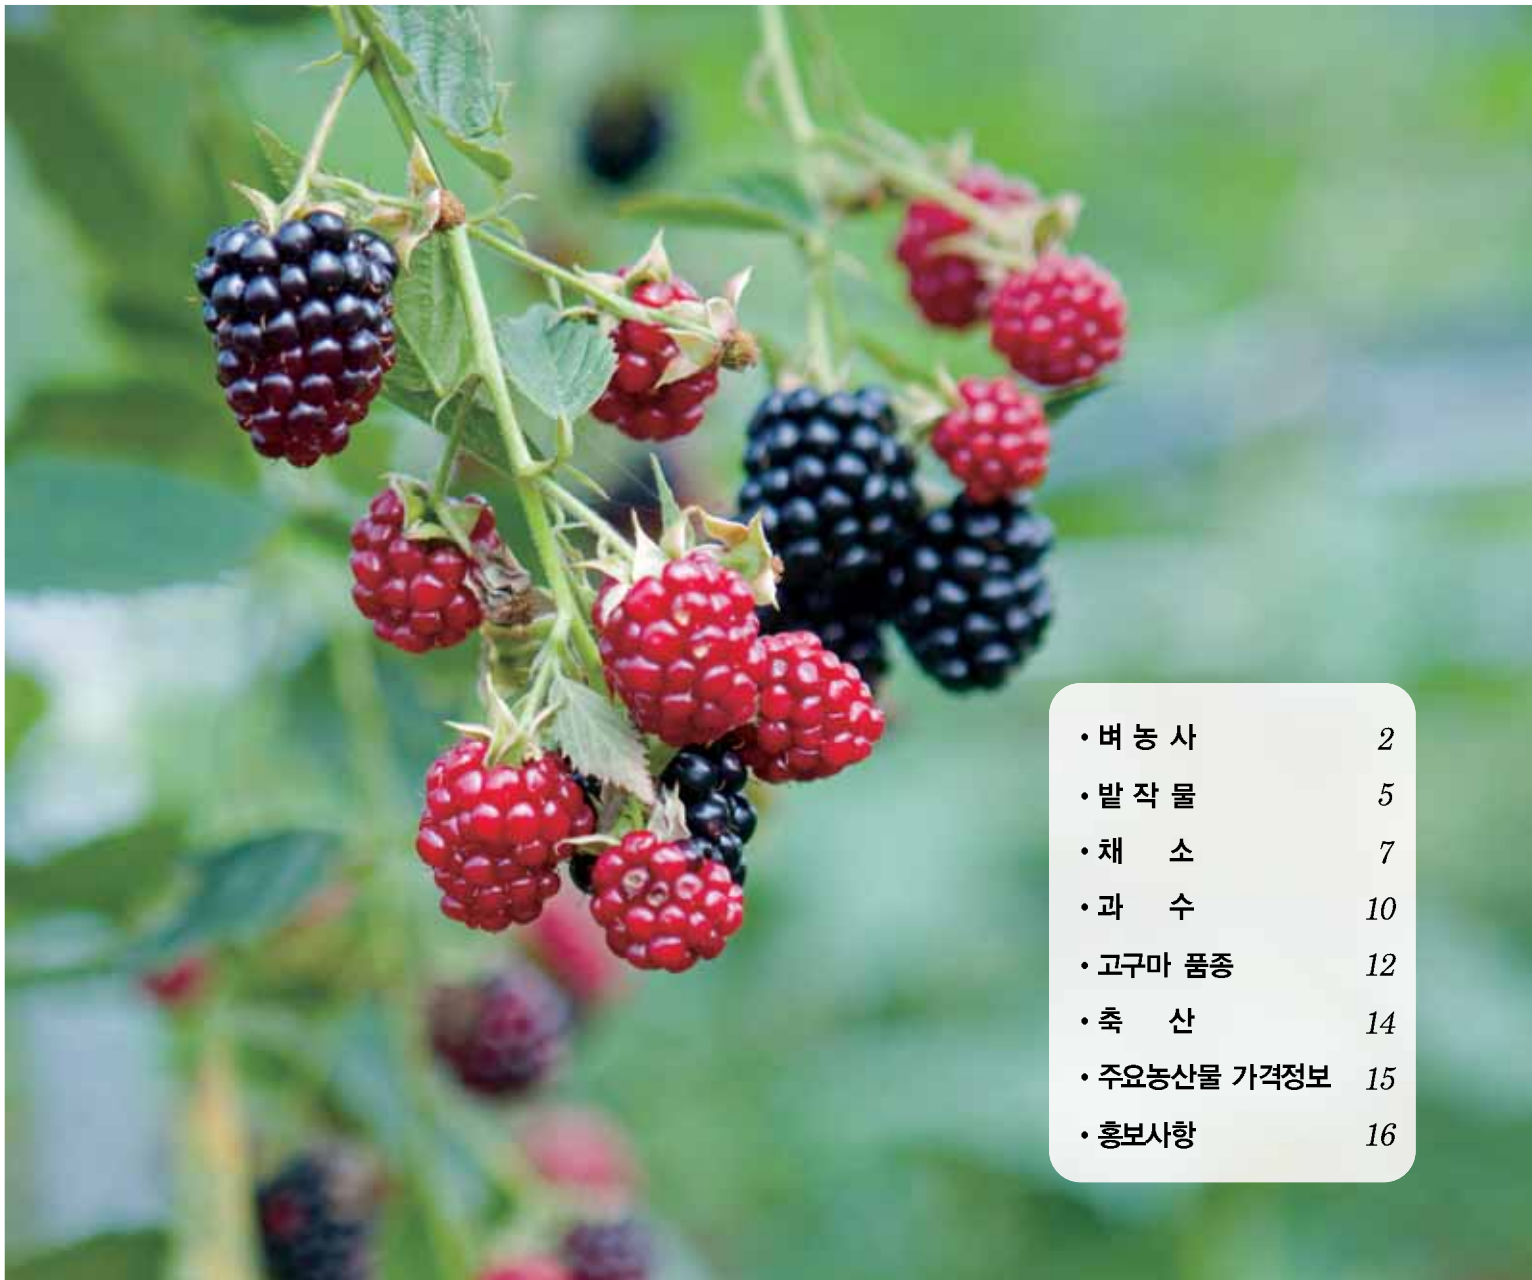 • 벼 농 사 2
• 밭 작 물 5
• 채 소 7
• 과 수 10
• 고구마 품종 12
• 축 산 14
• 주요농산물 가격정보 15
• 홍보사항 16